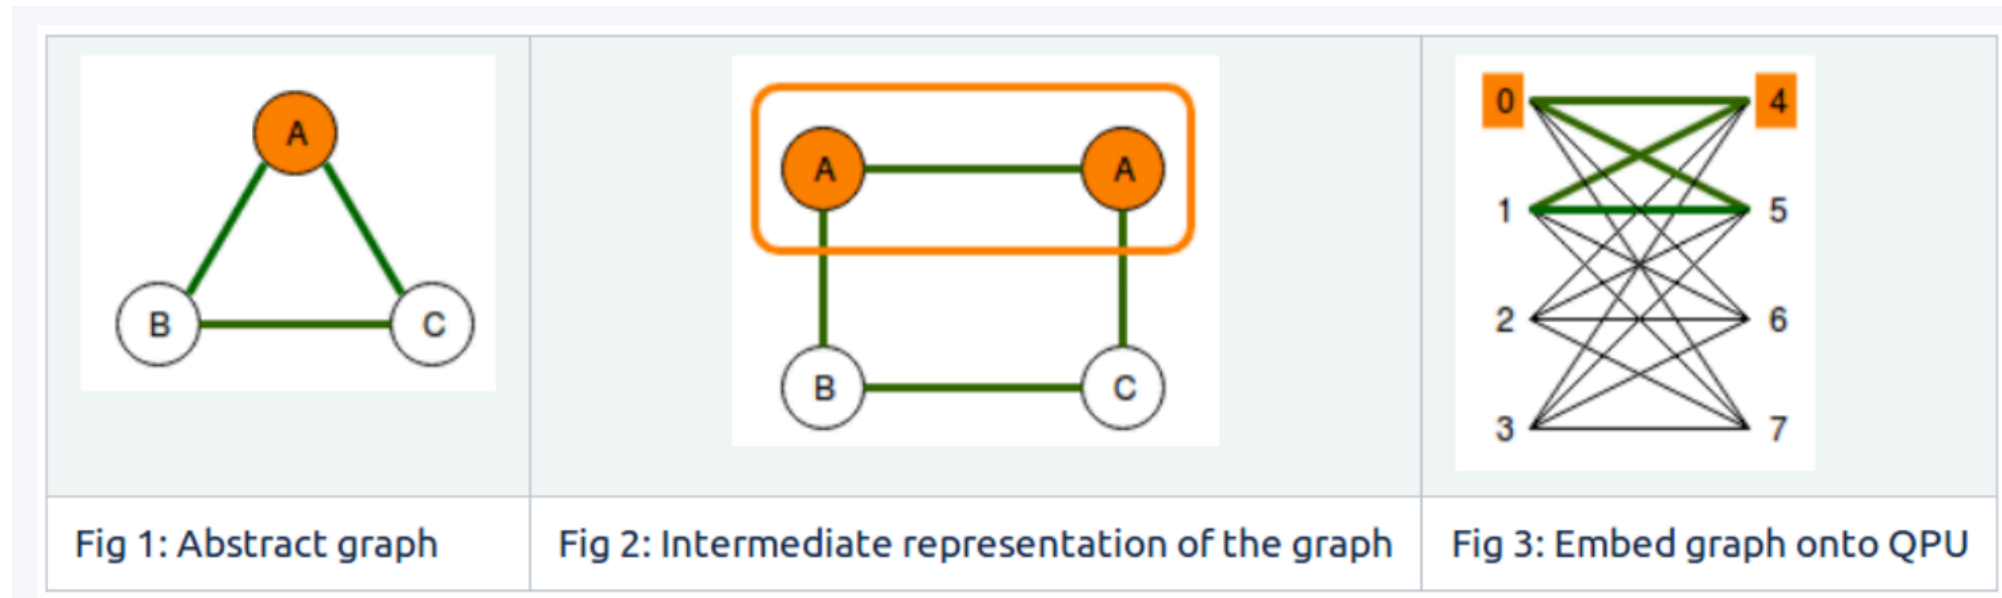 A
B
C
A
A
B
C
0
4
1
5
2
6
3
7
Fig 1: Abstract graph
Fig 2: Intermediate representation of the graph
Fig 3: Embed graph onto QPU